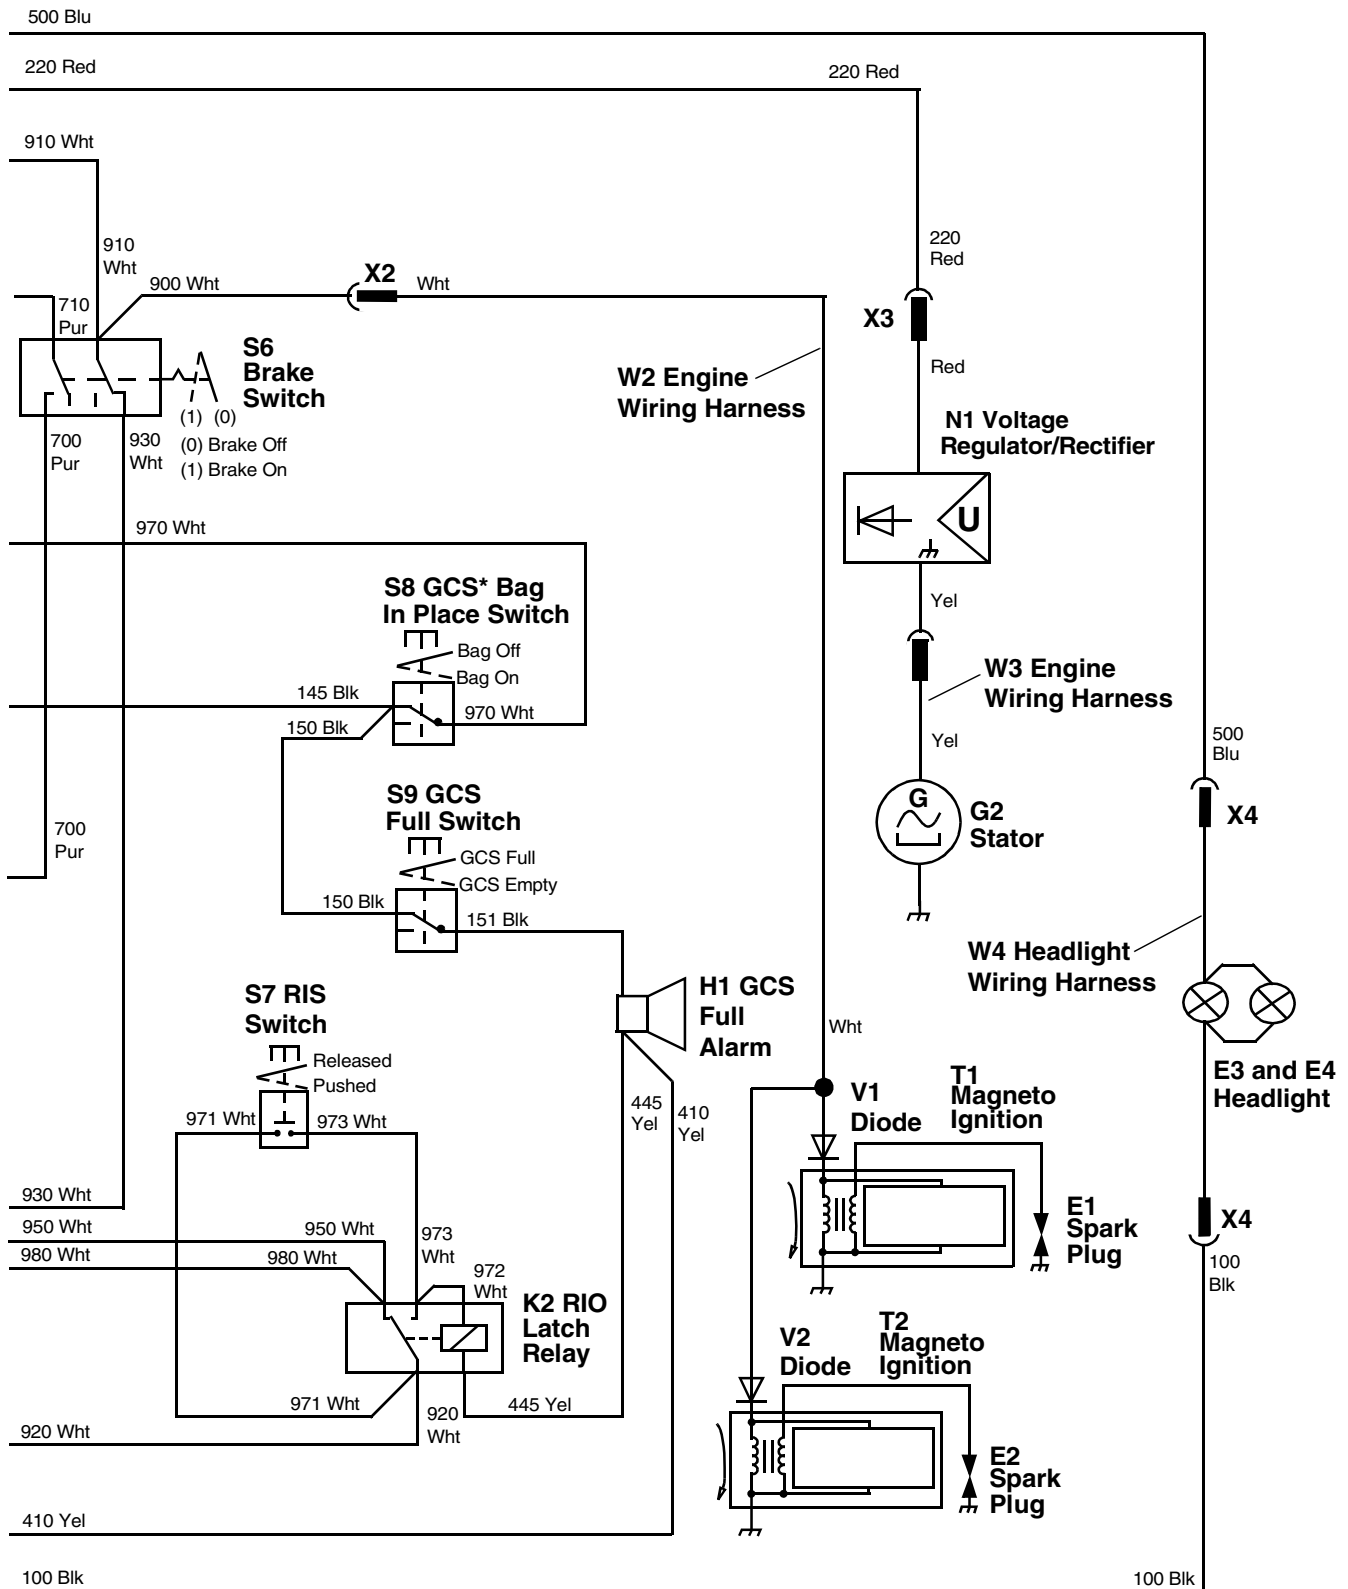 500 Blu
220 Red
220 Red
910 Wht
910
Wht
220
Red
900 Wht
X2
Wht
710
Pur
X3
S6
Brake
Switch
W2 Engine
Wiring Harness
Red
(1) (0)
(0) Brake Off
(1) Brake On
700
Pur
930
Wht
N1 Voltage
Regulator/Rectifier
970 Wht
U
S8 GCS* Bag
In Place Switch
Bag Off
Bag On
Yel
W3 Engine
Wiring Harness
145 Blk
970 Wht
150 Blk
Yel
500
Blu
S9 GCS
Full Switch
G
G2
Stator
X4
700
Pur
GCS Full
GCS Empty
150 Blk
151 Blk
W4 Headlight
Wiring Harness
S7 RIS
Switch
H1 GCS
Full
Alarm
Wht
Released
Pushed
E3 and E4
Headlight
971 Wht
973 Wht
445
Yel
410
Yel
V1
Diode
T1
Magneto
Ignition
930 Wht
950 Wht
950 Wht
973
Wht
E1
Spark
Plug
X4
980 Wht
980 Wht
972
Wht
100
Blk
K2 RIO
Latch
Relay
V2
Diode
T2
Magneto
Ignition
971 Wht
920
Wht
445 Yel
920 Wht
E2
Spark
Plug
410 Yel
100 Blk
100 Blk